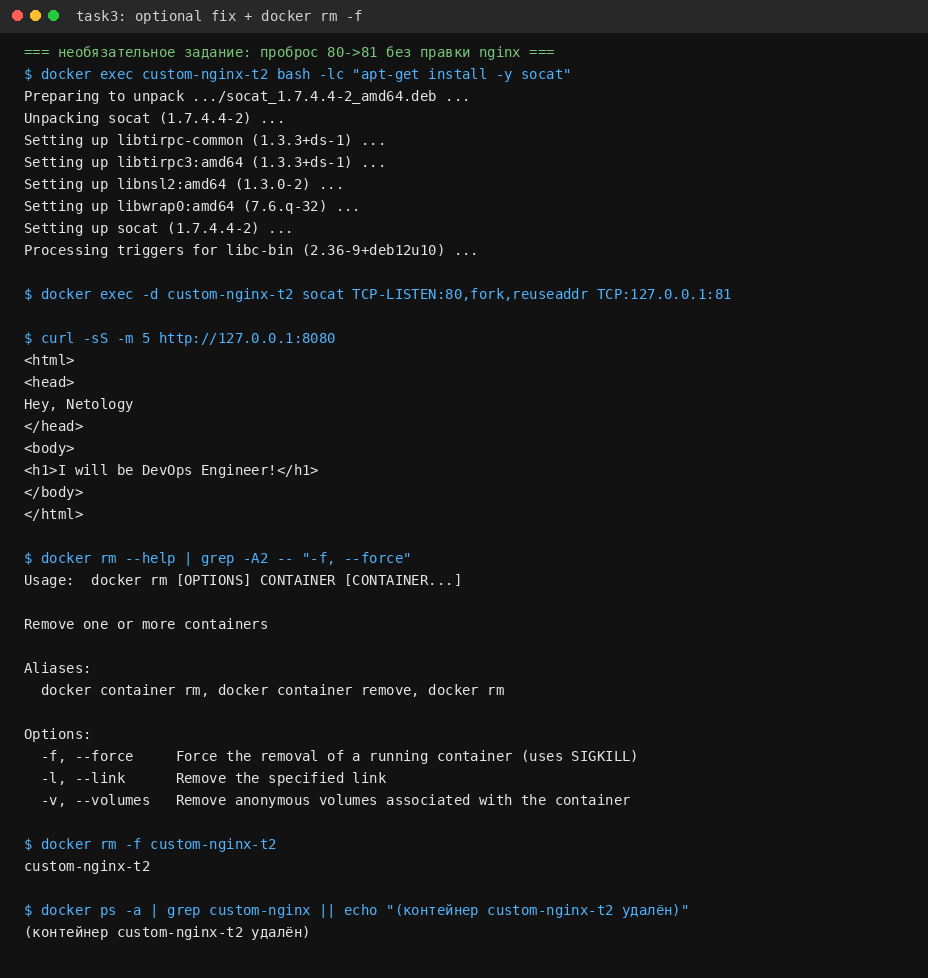 task3: optional fix + docker rm -f
=== необязательное задание: проброс 80->81 без правки nginx ===
$ docker exec custom-nginx-t2 bash -lc "apt-get install -y socat"
Preparing to unpack .../socat_1.7.4.4-2_amd64.deb ...
Unpacking socat (1.7.4.4-2) ...
Setting up libtirpc-common (1.3.3+ds-1) ...
Setting up libtirpc3:amd64 (1.3.3+ds-1) ...
Setting up libnsl2:amd64 (1.3.0-2) ...
Setting up libwrap0:amd64 (7.6.q-32) ...
Setting up socat (1.7.4.4-2) ...
Processing triggers for libc-bin (2.36-9+deb12u10) ...
$ docker exec -d custom-nginx-t2 socat TCP-LISTEN:80,fork,reuseaddr TCP:127.0.0.1:81
$ curl -sS -m 5 http://127.0.0.1:8080
<html>
<head>
Hey, Netology
</head>
<body>
<h1>I will be DevOps Engineer!</h1>
</body>
</html>
$ docker rm --help | grep -A2 -- "-f, --force"
Usage:  docker rm [OPTIONS] CONTAINER [CONTAINER...]
Remove one or more containers
Aliases:
  docker container rm, docker container remove, docker rm
Options:
  -f, --force     Force the removal of a running container (uses SIGKILL)
  -l, --link      Remove the specified link
  -v, --volumes   Remove anonymous volumes associated with the container
$ docker rm -f custom-nginx-t2
custom-nginx-t2
$ docker ps -a | grep custom-nginx || echo "(контейнер custom-nginx-t2 удалён)"
(контейнер custom-nginx-t2 удалён)